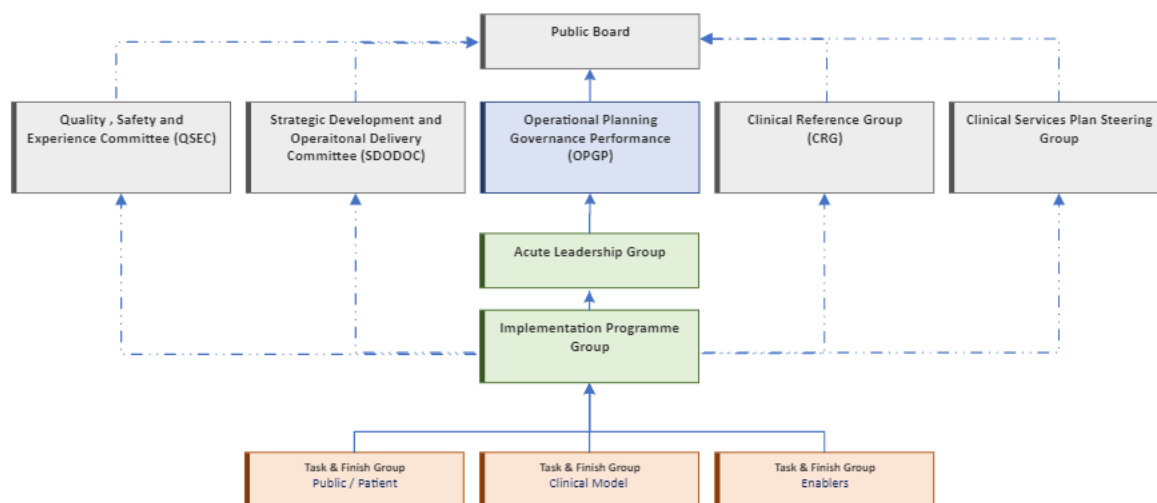 Public Board
Quality , Safety and
Experience Committee (QSEC)
Strategic Development and
Operaitonal Delivery
Committee (SDODOC)
Operational Planning
Governance Performance
(OPGP)
Clinical Reference Group
(CRG)
Clinical Services Plan Steering
Group
Acute Leadership Group
Implementation Programme
Group
Task & Finish Group
Public / Patient
Task & Finish Group
Clinical Model
Task & Finish Group
Enablers